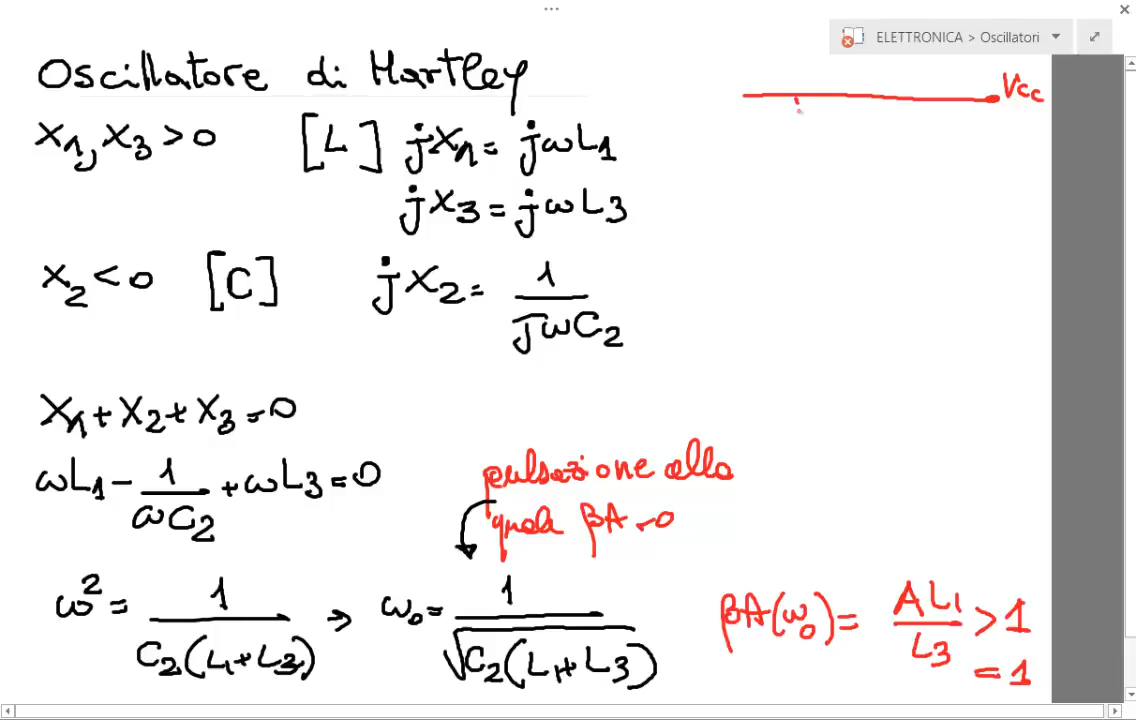 ELETTRONICA > Oscillatori
Oscillatore di Hartley
Vcc
X1, X3 > 0 [L] jX1 = jωL1
jX3 = jωL3
X2 < 0 [C] jX2 = 1/(jωC2)
X1 + X2 + X3 = 0
ωL1 - 1/(ωC2) + ωL3 = 0
pulsazione alla
quale βA = 0
ω² = 1/(C2(L1+L3)) → ω0 = 1/√(C2(L1+L3))
βA(ω0) = AL1/L3 > 1
= 1